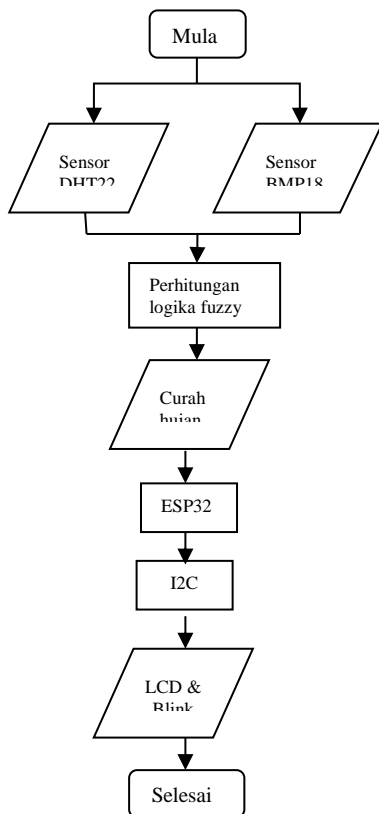 Mula
Sensor
DHT22
Sensor
BMP18
Perhitungan
logika fuzzy
Curah
hujan
ESP32
I2C
LCD &
Blink
Selesai